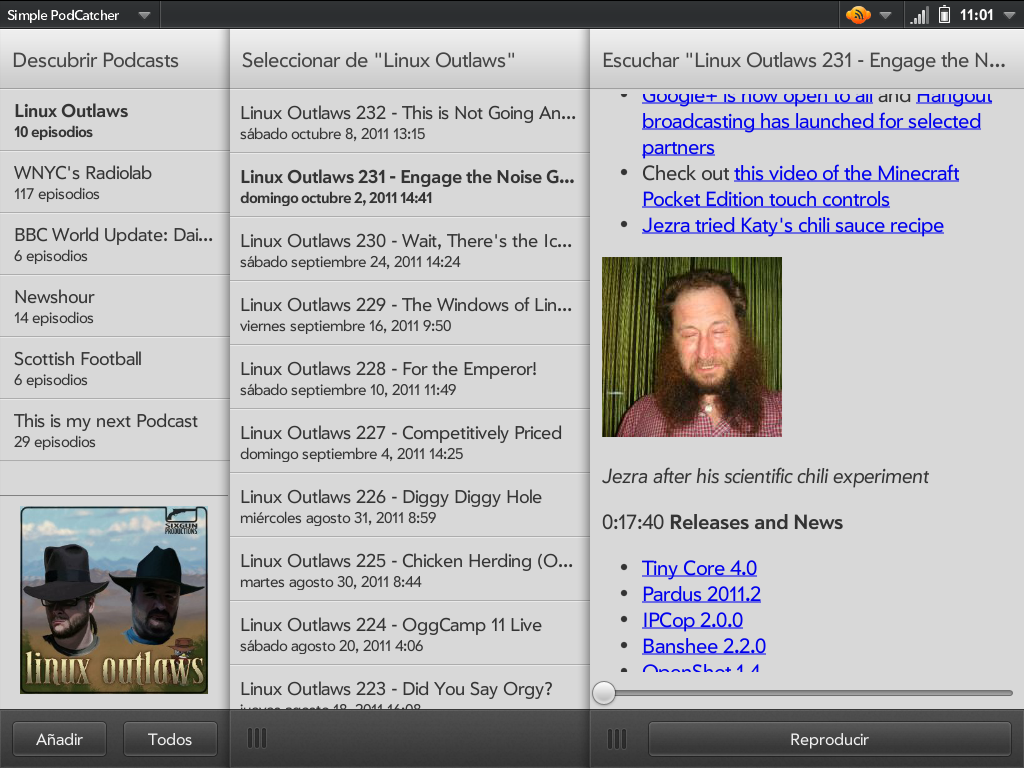 Simple PodCatcher
11:01
Descubrir Podcasts
Linux Outlaws
10 episodios
WNYC's Radiolab
117 episodios
BBC World Update: Dai...
6 episodios
Newshour
14 episodios
Scottish Football
6 episodios
This is my next Podcast
29 episodios
SIXGUN
PRODUCTIONS
linux outlaws
Añadir
Todos
Seleccionar de "Linux Outlaws"
Linux Outlaws 232 - This is Not Going An...
sábado octubre 8, 2011 13:15
Linux Outlaws 231 - Engage the Noise G...
domingo octubre 2, 2011 14:41
Linux Outlaws 230 - Wait, There's the Ic...
sábado septiembre 24, 2011 14:24
Linux Outlaws 229 - The Windows of Lin...
viernes septiembre 16, 2011 9:50
Linux Outlaws 228 - For the Emperor!
sábado septiembre 10, 2011 11:49
Linux Outlaws 227 - Competitively Priced
domingo septiembre 4, 2011 14:25
Linux Outlaws 226 - Diggy Diggy Hole
miércoles agosto 31, 2011 8:59
Linux Outlaws 225 - Chicken Herding (O...
martes agosto 30, 2011 8:44
Linux Outlaws 224 - OggCamp 11 Live
sábado agosto 20, 2011 4:06
Linux Outlaws 223 - Did You Say Orgy?
jueves agosto 18, 2011 16:08
Escuchar "Linux Outlaws 231 - Engage the N...
Google+ is now open to all and Hangout
broadcasting has launched for selected
partners
Check out this video of the Minecraft
Pocket Edition touch controls
Jezra tried Katy's chili sauce recipe
Jezra after his scientific chili experiment
0:17:40 Releases and News
Tiny Core 4.0
Pardus 2011.2
IPCop 2.0.0
Banshee 2.2.0
OpenShot 1.4
Reproducir